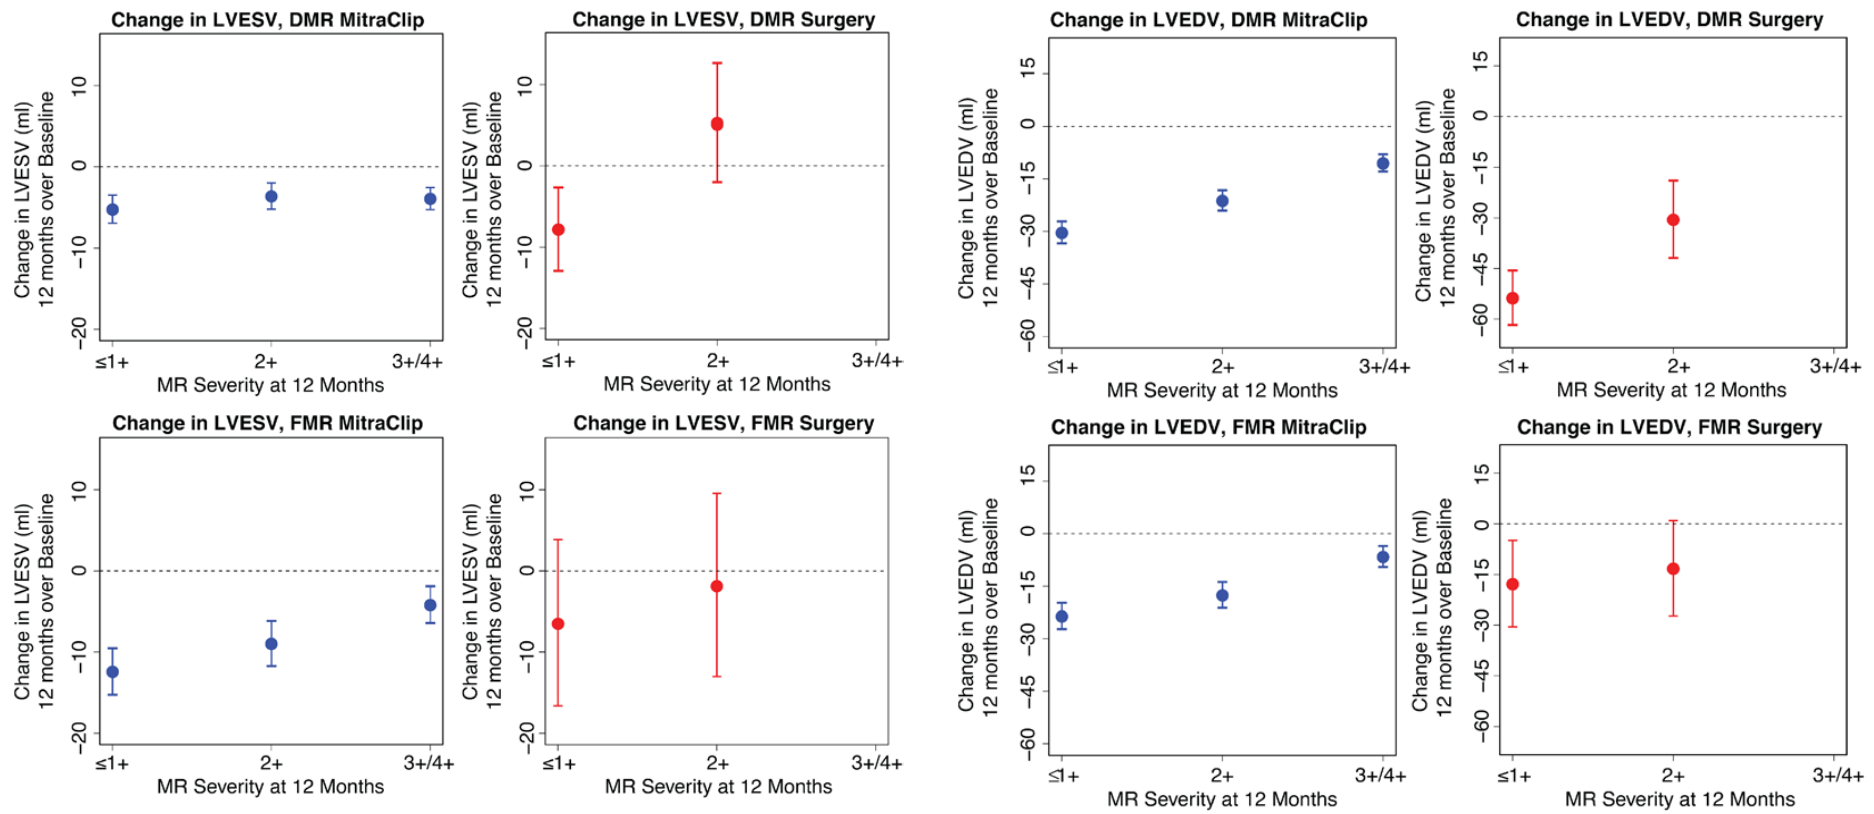 Change in LVESV, DMR MitraClip
Change in LVESV (ml)
12 months over Baseline
10
0
−10
−20
≤1+ 2+ 3+/4+
MR Severity at 12 Months
Change in LVESV, DMR Surgery
Change in LVESV (ml)
12 months over Baseline
10
0
−10
−20
≤1+ 2+ 3+/4+
MR Severity at 12 Months
Change in LVEDV, DMR MitraClip
Change in LVEDV (ml)
12 months over Baseline
15
0
−15
−30
−45
−60
≤1+ 2+ 3+/4+
MR Severity at 12 Months
Change in LVEDV, DMR Surgery
Change in LVEDV (ml)
12 months over Baseline
15
0
−15
−30
−45
−60
≤1+ 2+ 3+/4+
MR Severity at 12 Months
Change in LVESV, FMR MitraClip
Change in LVESV (ml)
12 months over Baseline
10
0
−10
−20
≤1+ 2+ 3+/4+
MR Severity at 12 Months
Change in LVESV, FMR Surgery
Change in LVESV (ml)
12 months over Baseline
10
0
−10
−20
≤1+ 2+ 3+/4+
MR Severity at 12 Months
Change in LVEDV, FMR MitraClip
Change in LVEDV (ml)
12 months over Baseline
15
0
−15
−30
−45
−60
≤1+ 2+ 3+/4+
MR Severity at 12 Months
Change in LVEDV, FMR Surgery
Change in LVEDV (ml)
12 months over Baseline
15
0
−15
−30
−45
−60
≤1+ 2+ 3+/4+
MR Severity at 12 Months